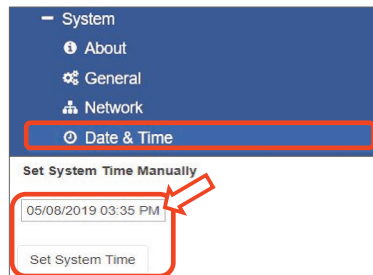 System
About
General
Network
Date & Time
Set System Time Manually
05/08/2019 03:35 PM
Set System Time